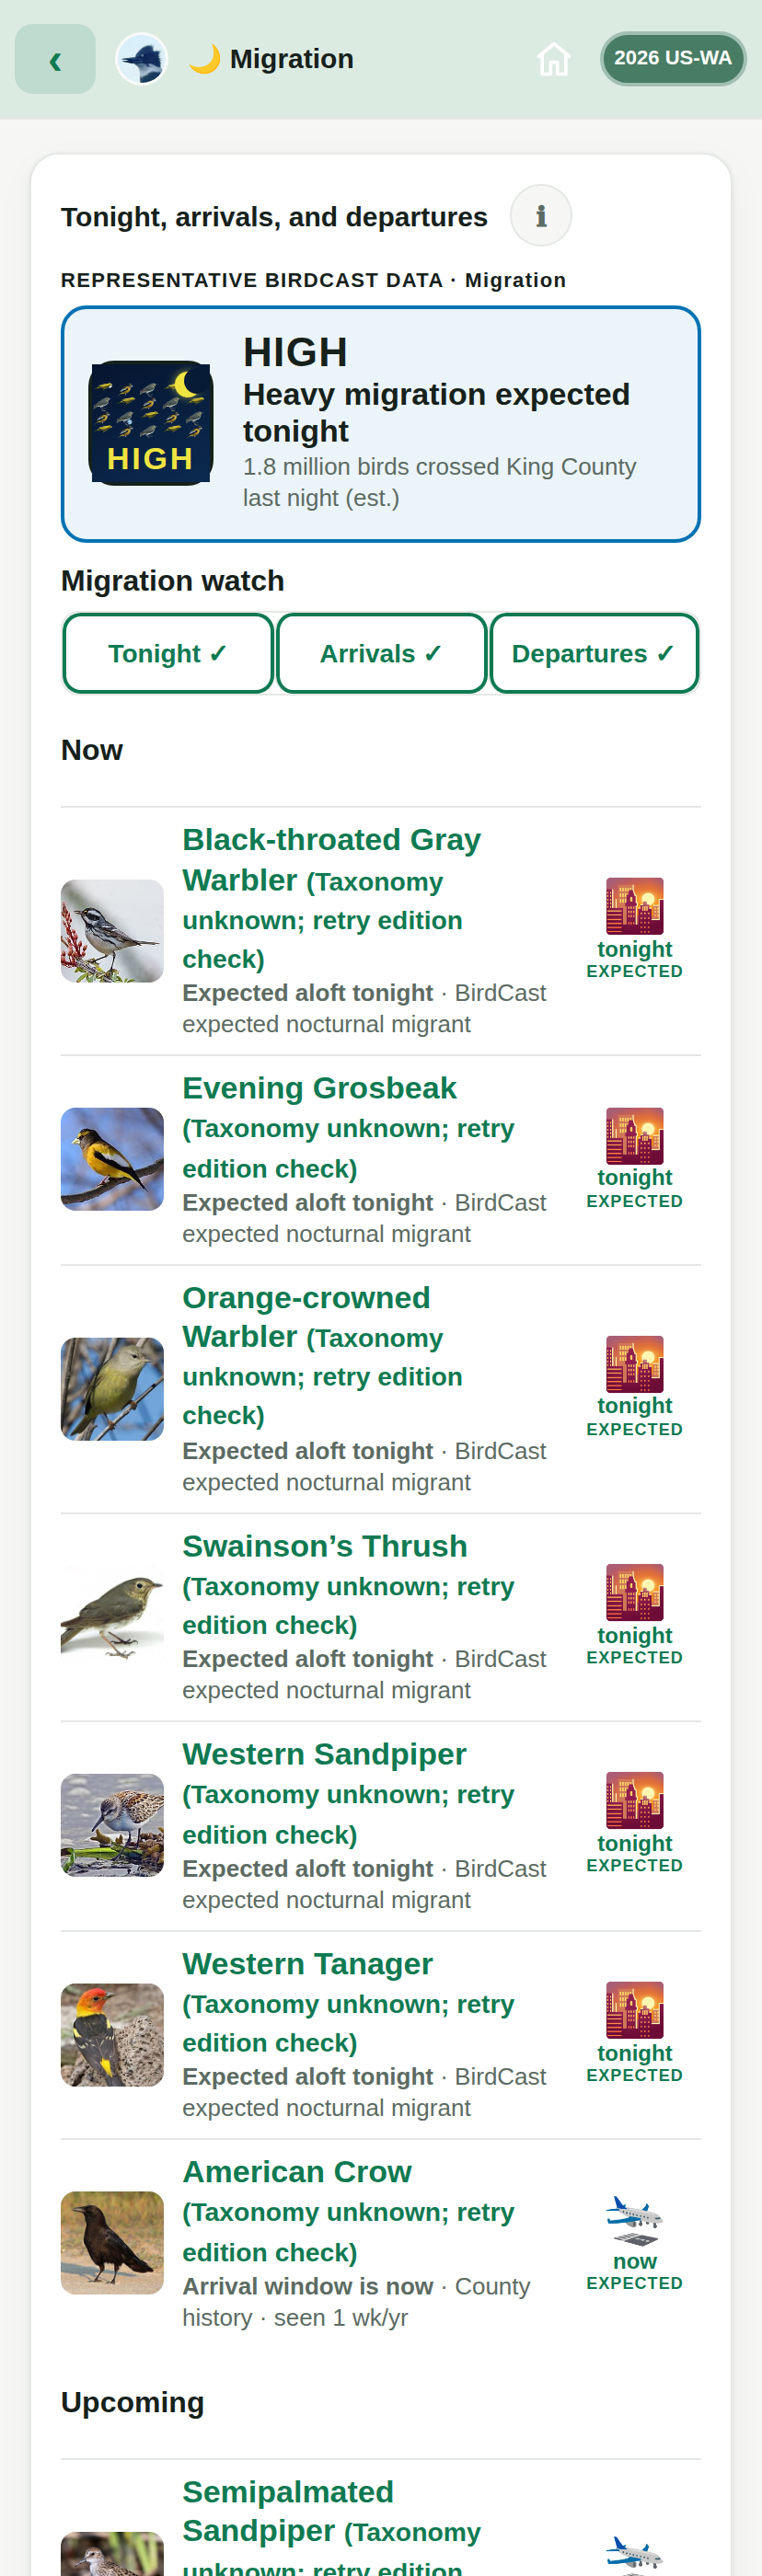 ‹ 🌙 Migration 2026 US-WA
Tonight, arrivals, and departures i
REPRESENTATIVE BIRDCAST DATA · Migration
HIGH
HIGH
Heavy migration expected
tonight
1.8 million birds crossed King County
last night (est.)
Migration watch
Tonight ✓ Arrivals ✓ Departures ✓
Now
Black-throated Gray
Warbler (Taxonomy
unknown; retry edition
check)
Expected aloft tonight · BirdCast
expected nocturnal migrant
tonight
EXPECTED
Evening Grosbeak
(Taxonomy unknown; retry
edition check)
Expected aloft tonight · BirdCast
expected nocturnal migrant
tonight
EXPECTED
Orange-crowned
Warbler (Taxonomy
unknown; retry edition
check)
Expected aloft tonight · BirdCast
expected nocturnal migrant
tonight
EXPECTED
Swainson’s Thrush
(Taxonomy unknown; retry
edition check)
Expected aloft tonight · BirdCast
expected nocturnal migrant
tonight
EXPECTED
Western Sandpiper
(Taxonomy unknown; retry
edition check)
Expected aloft tonight · BirdCast
expected nocturnal migrant
tonight
EXPECTED
Western Tanager
(Taxonomy unknown; retry
edition check)
Expected aloft tonight · BirdCast
expected nocturnal migrant
tonight
EXPECTED
American Crow
(Taxonomy unknown; retry
edition check)
Arrival window is now · County
history · seen 1 wk/yr
now
EXPECTED
Upcoming
Semipalmated
Sandpiper (Taxonomy
unknown; retry edition